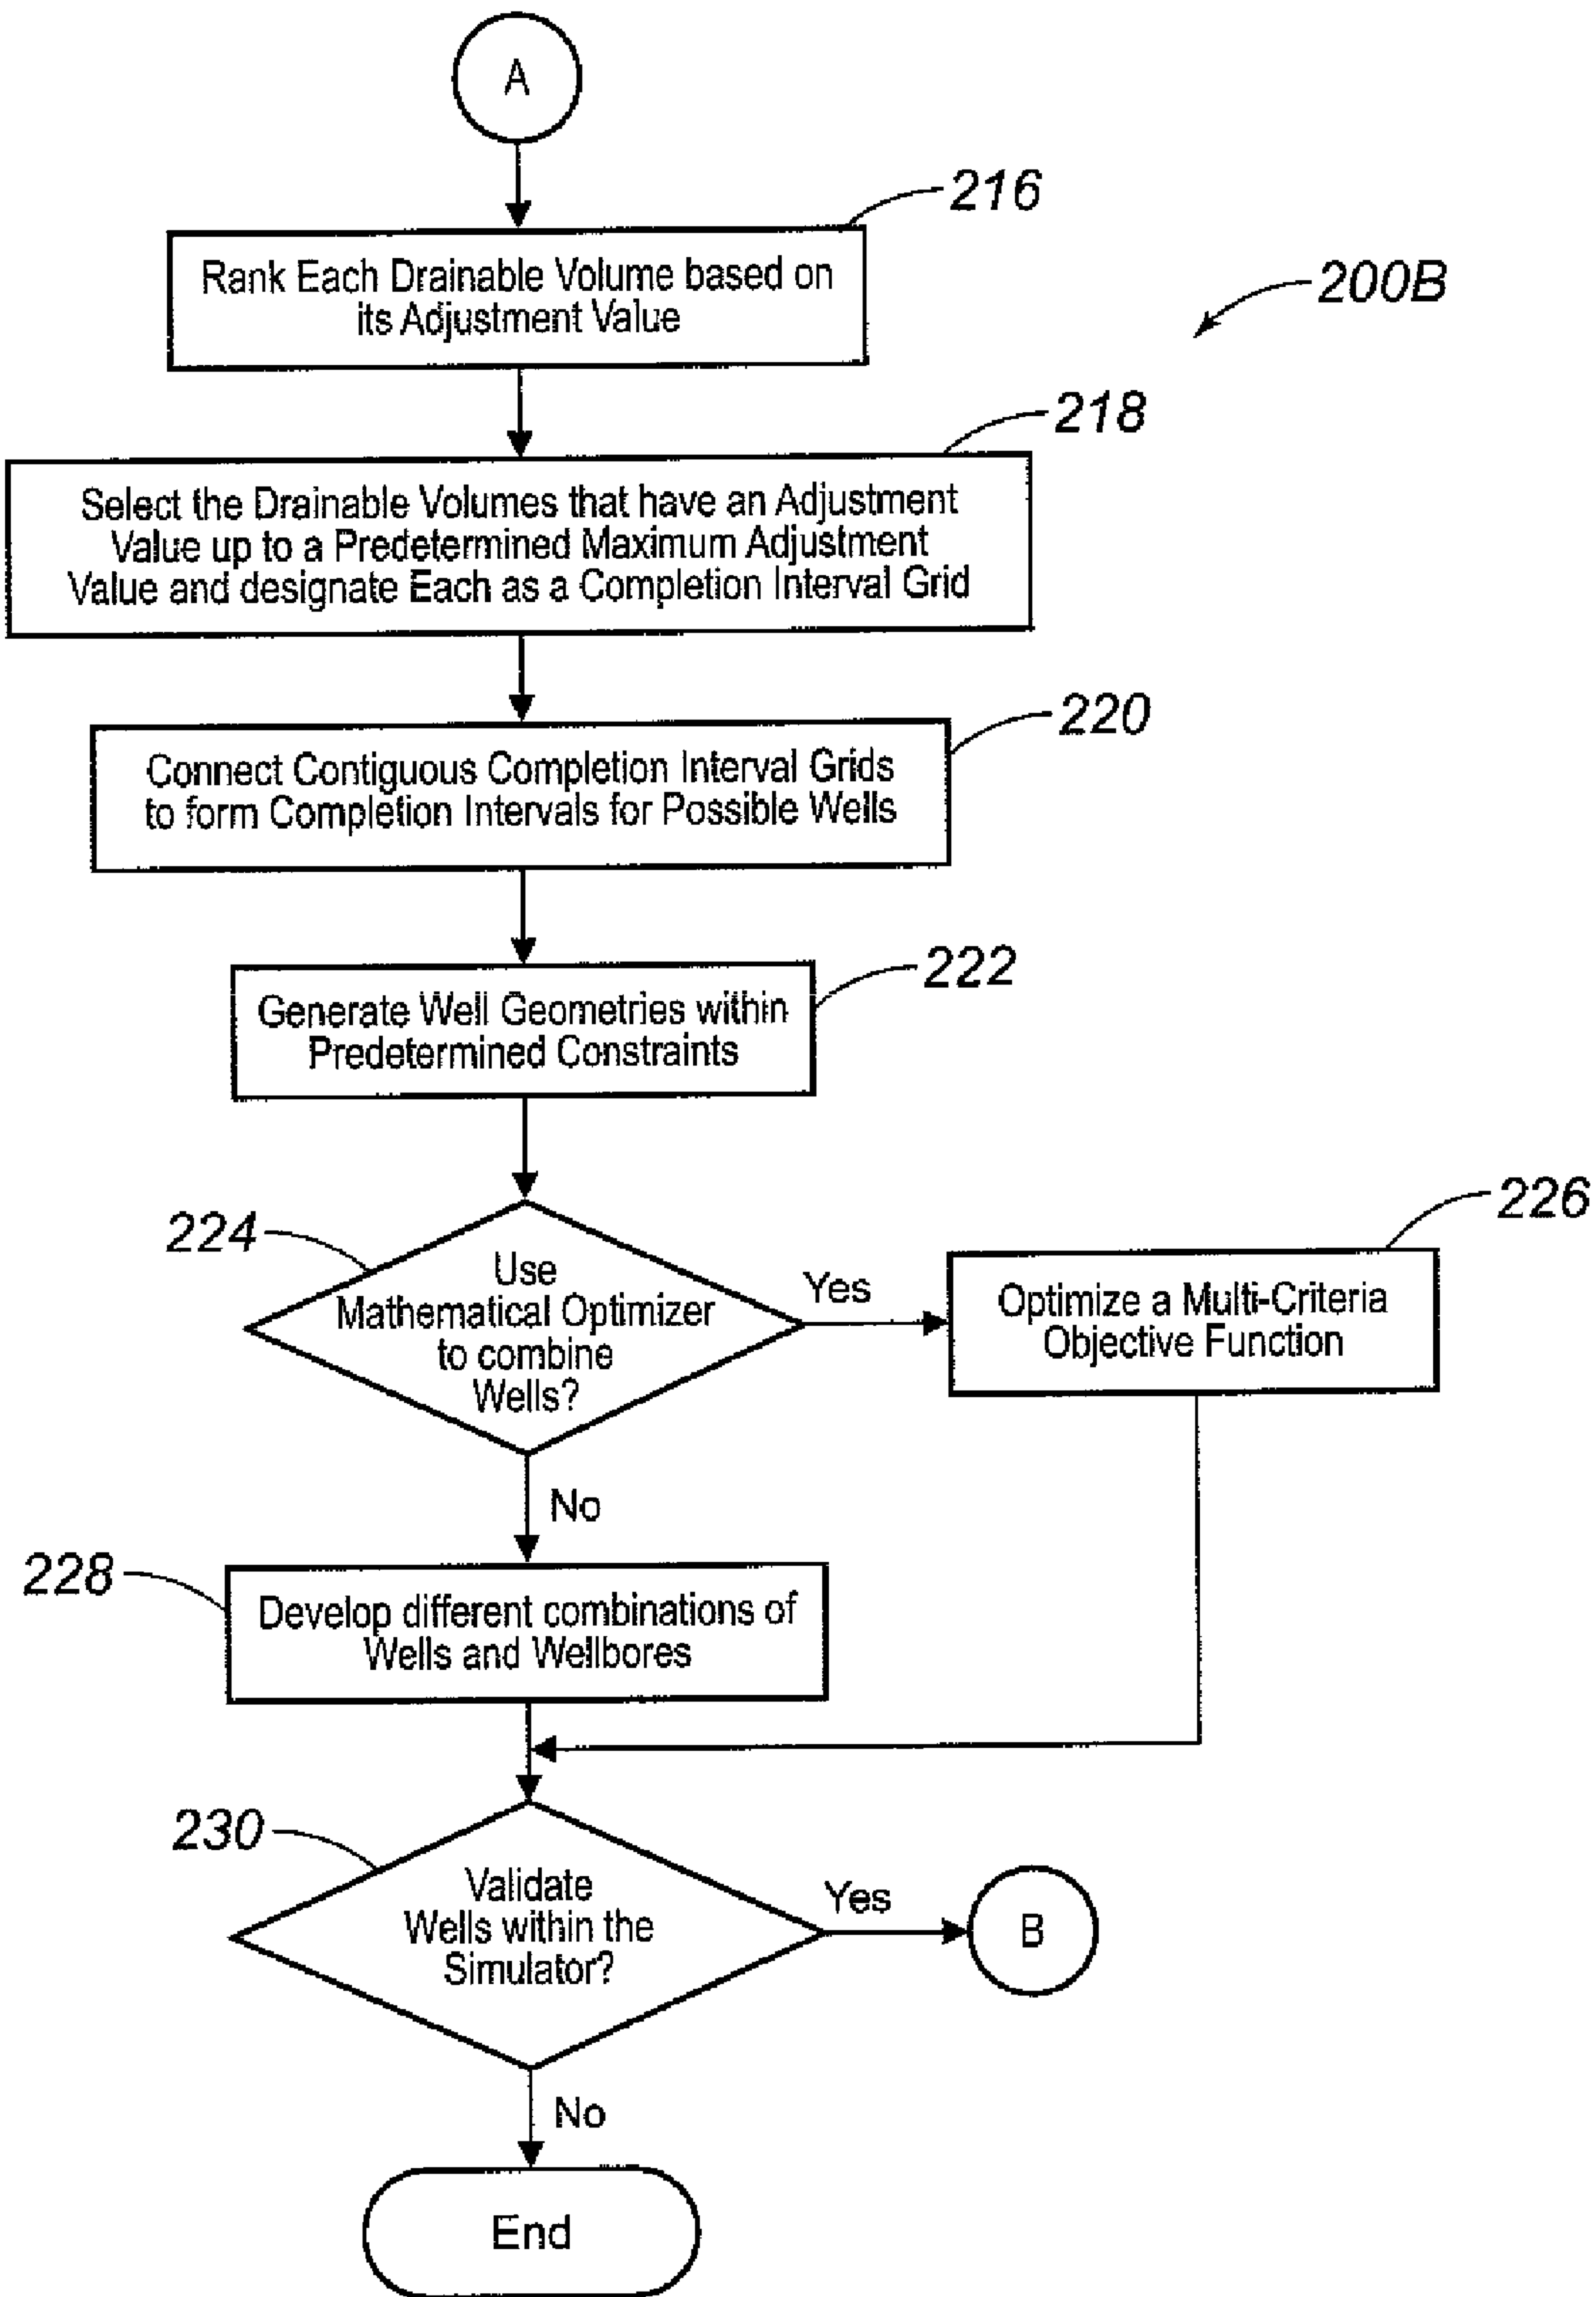 A
216
Rank Each Drainable Volume based on
its Adjustment Value
200B
218
Select the Drainable Volumes that have an Adjustment
Value up to a Predetermined Maximum Adjustment
Value and designate Each as a Completion Interval Grid
220
Connect Contiguous Completion Interval Grids
to form Completion Intervals for Possible Wells
222
Generate Well Geometries within
Predetermined Constraints
224
Use
Mathematical Optimizer
to combine
Wells?
Yes
226
Optimize a Multi-Criteria
Objective Function
No
228
Develop different combinations of
Wells and Wellbores
230
Validate
Wells within the
Simulator?
Yes
B
No
End